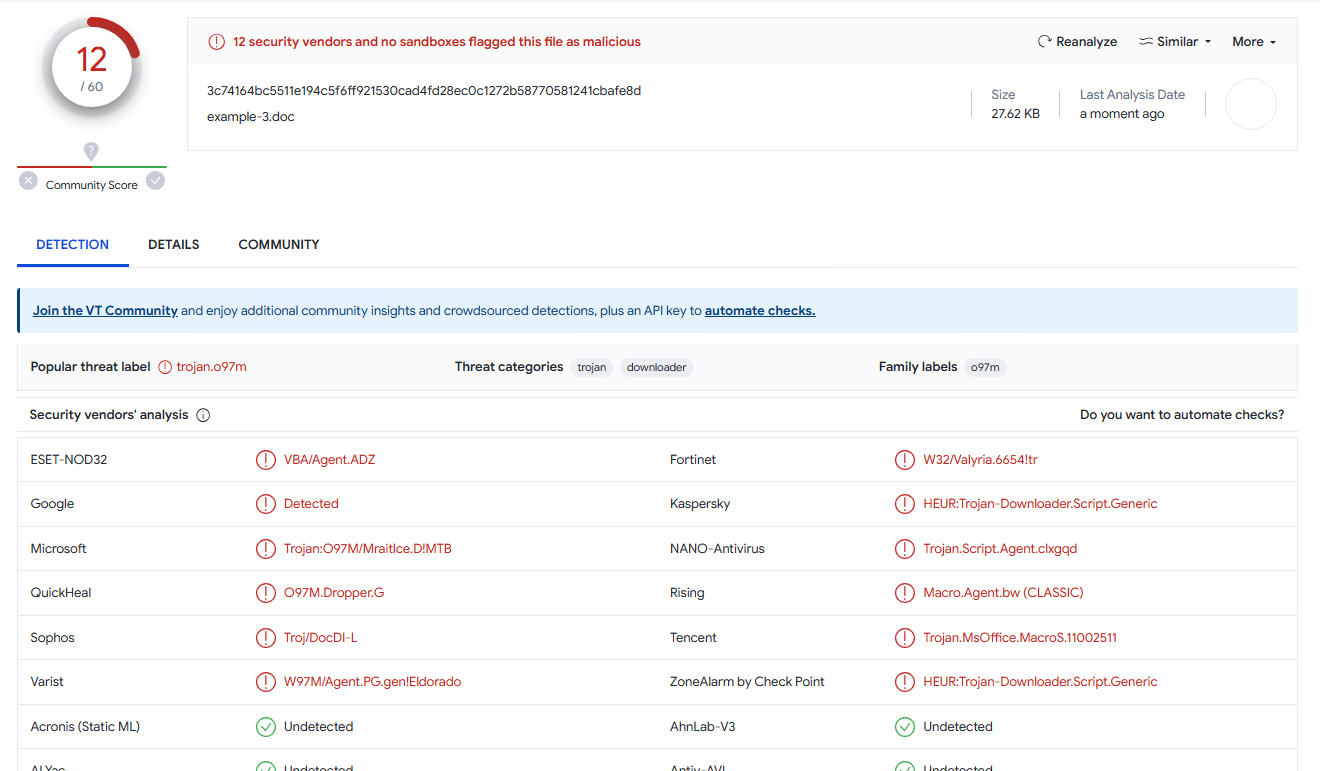 12
/ 60
Community Score
12 security vendors and no sandboxes flagged this file as malicious
Reanalyze Similar More
3c74164bc5511e194c5f6ff921530cad4fd28ec0c1272b58770581241cbafe8d
example-3.doc
Size
27.62 KB
Last Analysis Date
a moment ago
DETECTION DETAILS COMMUNITY
Join the VT Community and enjoy additional community insights and crowdsourced detections, plus an API key to automate checks.
Popular threat label trojan.o97m Threat categories trojan downloader Family labels o97m
Security vendors' analysis Do you want to automate checks?
ESET-NOD32 VBA/Agent.ADZ Fortinet W32/Valyria.6654!tr
Google Detected Kaspersky HEUR:Trojan-Downloader.Script.Generic
Microsoft Trojan:O97M/Mraitlce.D!MTB NANO-Antivirus Trojan.Script.Agent.clxgqd
QuickHeal O97M.Dropper.G Rising Macro.Agent.bw (CLASSIC)
Sophos Troj/DocDl-L Tencent Trojan.MsOffice.MacroS.11002511
Varist W97M/Agent.PG.gen!Eldorado ZoneAlarm by Check Point HEUR:Trojan-Downloader.Script.Generic
Acronis (Static ML) Undetected AhnLab-V3 Undetected
ALYac Undetected Antiy-AVL Undetected